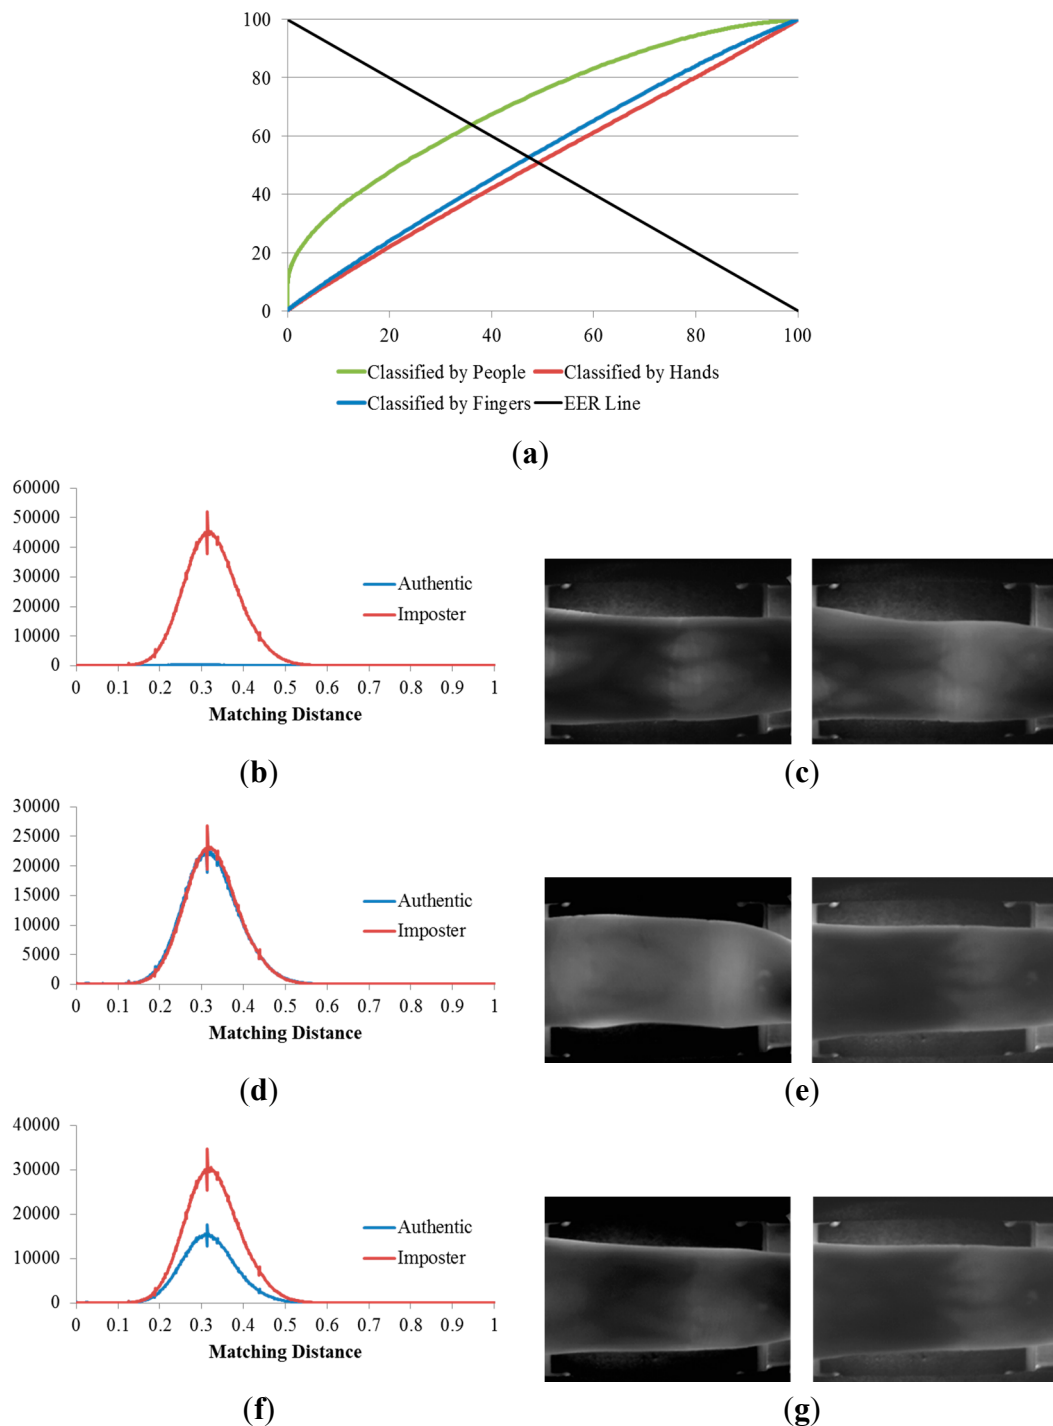 100
80
60
40
20
0
0 20 40 60 80 100
Classified by People Classified by Hands
Classified by Fingers EER Line
(a)
60000
50000
40000
30000
20000
10000
0
Authentic
Imposter
0 0.1 0.2 0.3 0.4 0.5 0.6 0.7 0.8 0.9 1
Matching Distance
(b) (c)
30000
25000
20000
15000
10000
5000
0
Authentic
Imposter
0 0.1 0.2 0.3 0.4 0.5 0.6 0.7 0.8 0.9 1
Matching Distance
(d) (e)
40000
30000
20000
10000
0
Authentic
Imposter
0 0.1 0.2 0.3 0.4 0.5 0.6 0.7 0.8 0.9 1
Matching Distance
(f) (g)